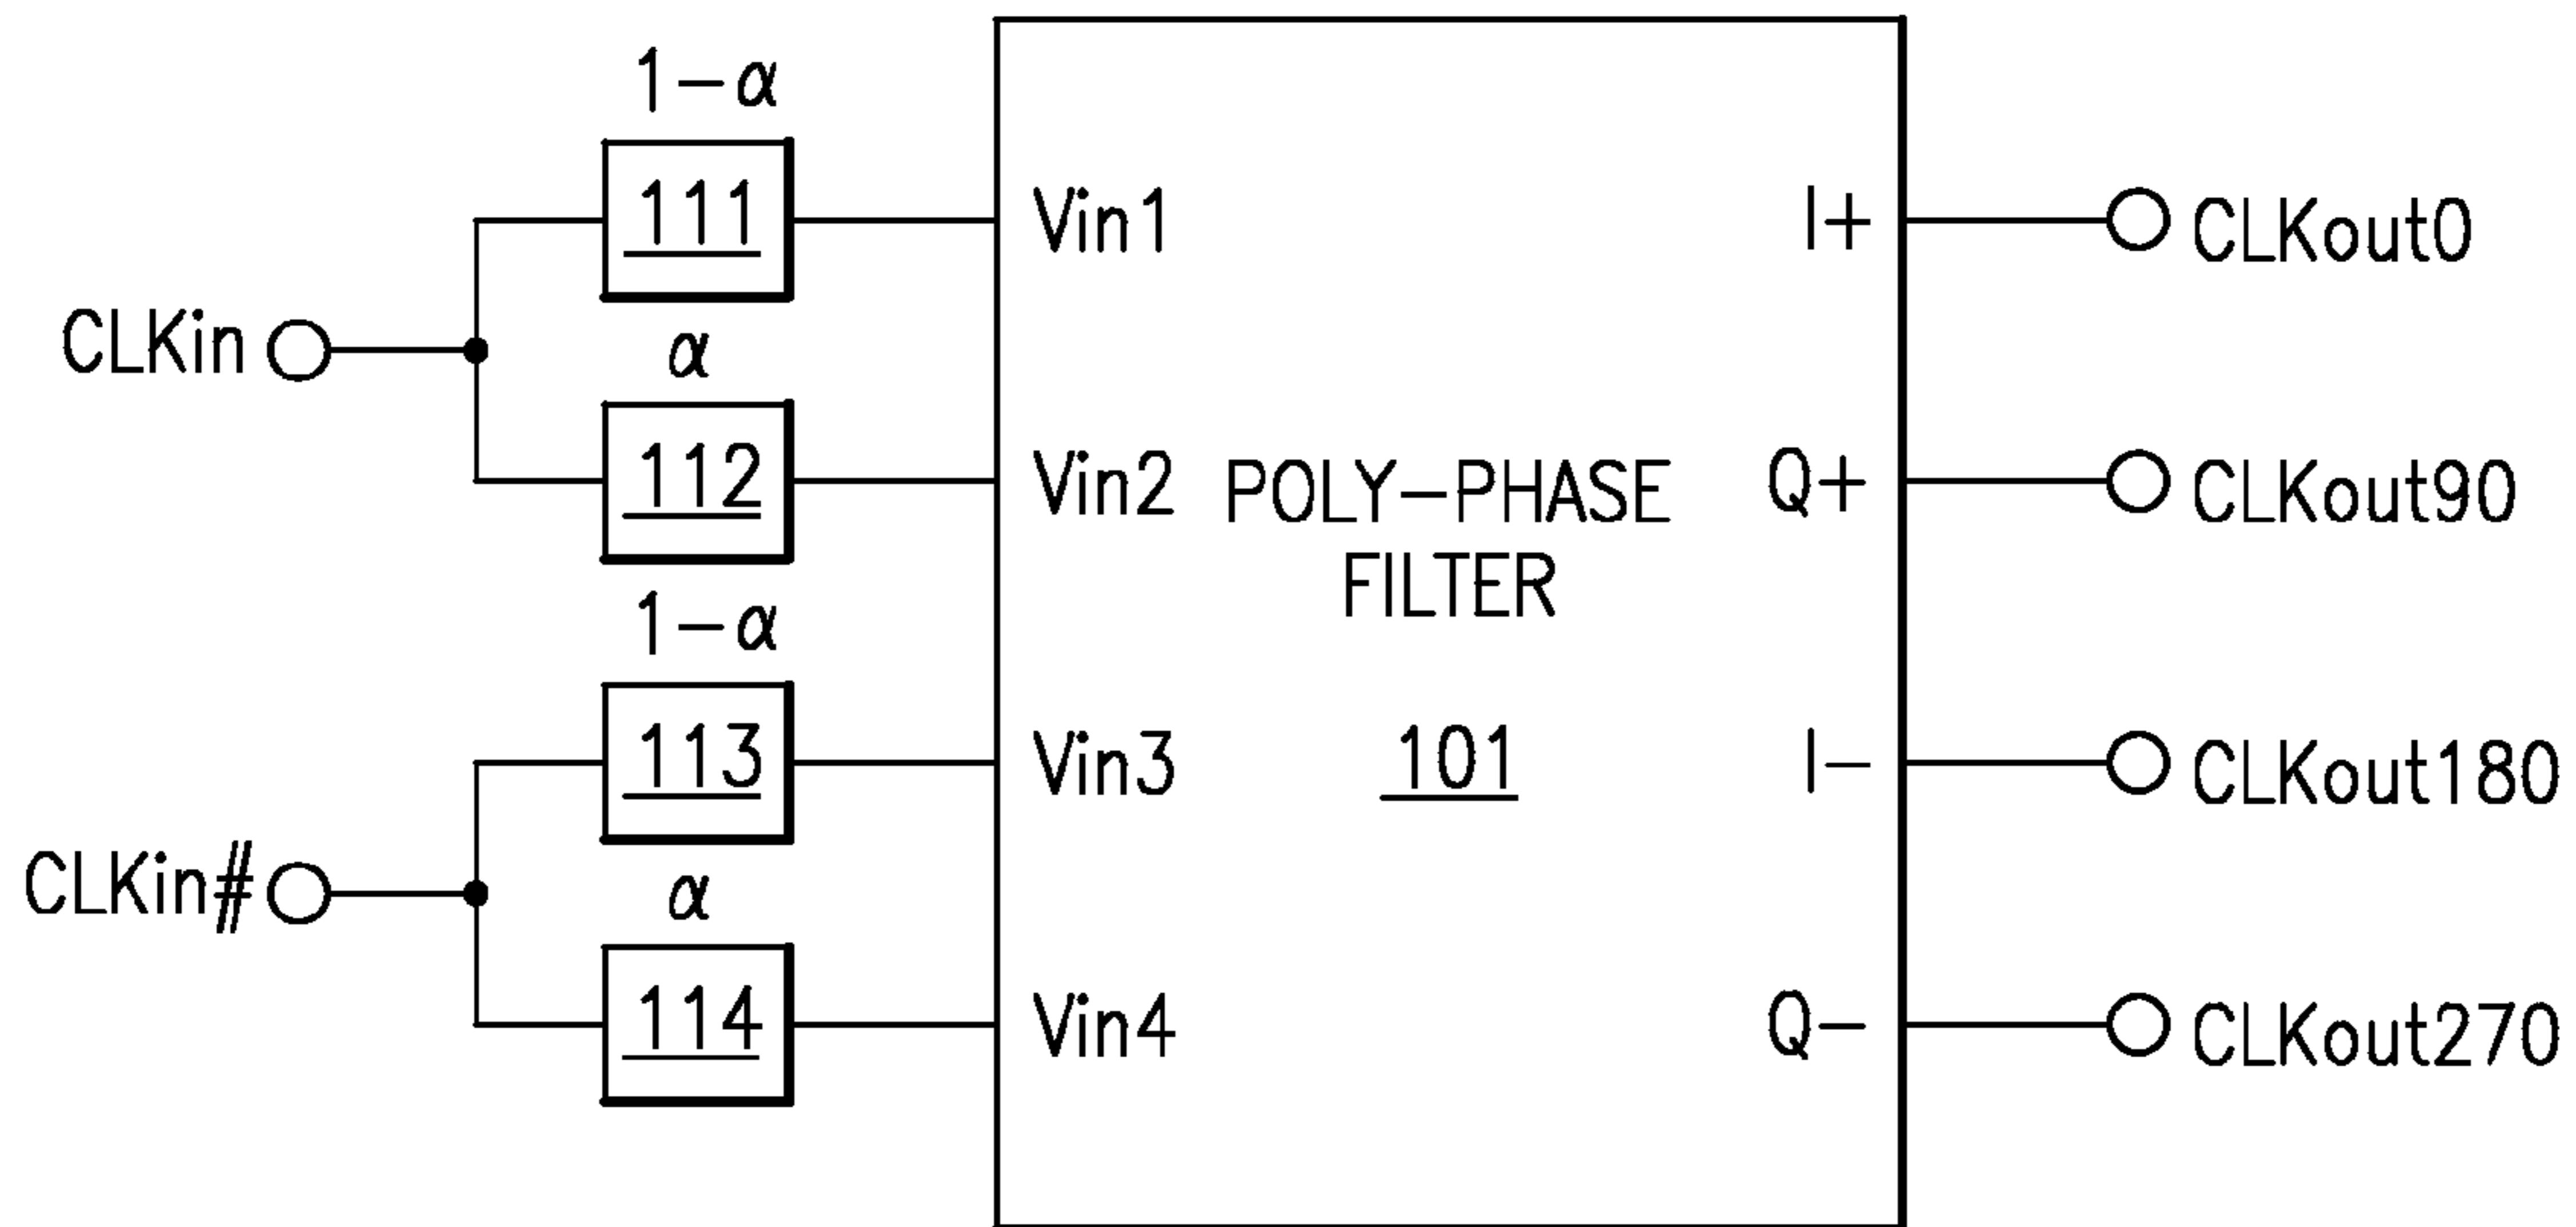 1-α
111
Vin1
I+
CLKout0
CLKin
α
112
Vin2
POLY-PHASE
FILTER
Q+
CLKout90
1-α
113
Vin3
101
I-
CLKout180
CLKin#
α
114
Vin4
Q-
CLKout270